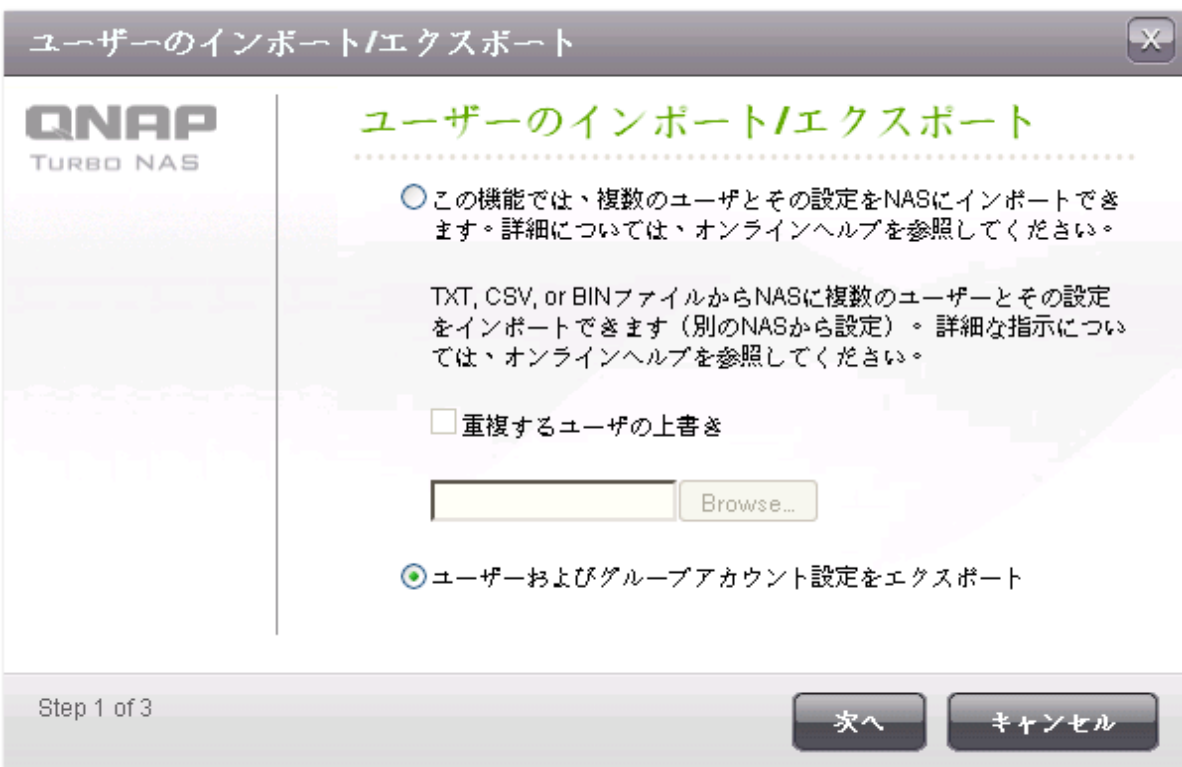 ユーザーのインポート/エクスポート
X
QNAP
TURBO NAS
ユーザーのインポート/エクスポート
この機能では、複数のユーザとその設定をNASにインポートでき
ます。詳細については、オンラインヘルプを参照してください。
TXT, CSV, or BINファイルからNASに複数のユーザーとその設定
をインポートできます（別のNASから設定）。 詳細な指示につい
ては、オンラインヘルプを参照してください。
重複するユーザの上書き
Browse...
ユーザーおよびグループアカウント設定をエクスポート
Step 1 of 3
次へ
キャンセル